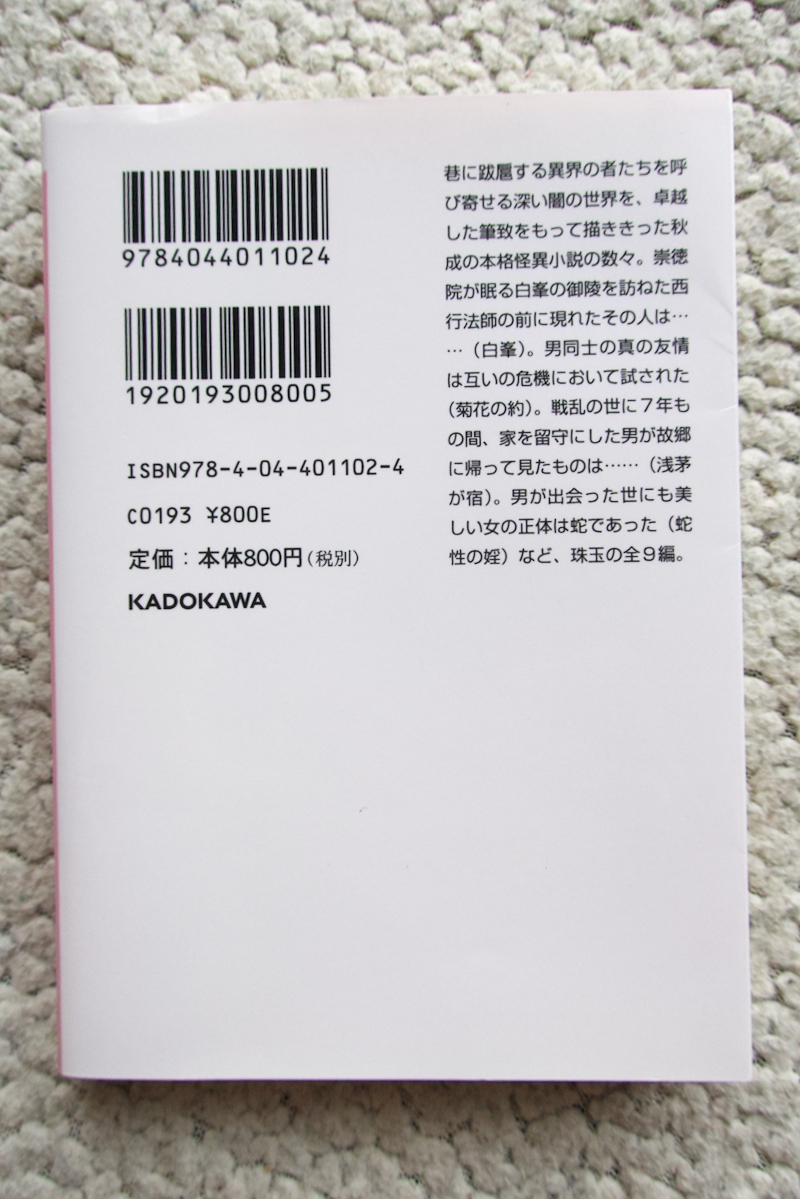 9784044011024
1920193008005
ISBN978-4-04-401102-4
C0193 ¥800E
定価：本体800円（税別）
KADOKAWA
巷に跋扈する異界の者たちを呼
び寄せる深い闇の世界を、卓越
した筆致をもって描ききった秋
成の本格怪異小説の数々。崇徳
院が眠る白峯の御陵を訪ねた西
行法師の前に現れたその人は…
…（白峯）。男同士の真の友情
は互いの危機において試された
（菊花の約）。戦乱の世に７年も
の間、家を留守にした男が故郷
に帰って見たものは……（浅茅
が宿）。男が出会った世にも美
しい女の正体は蛇であった（蛇
性の婬）など、珠玉の全９編。